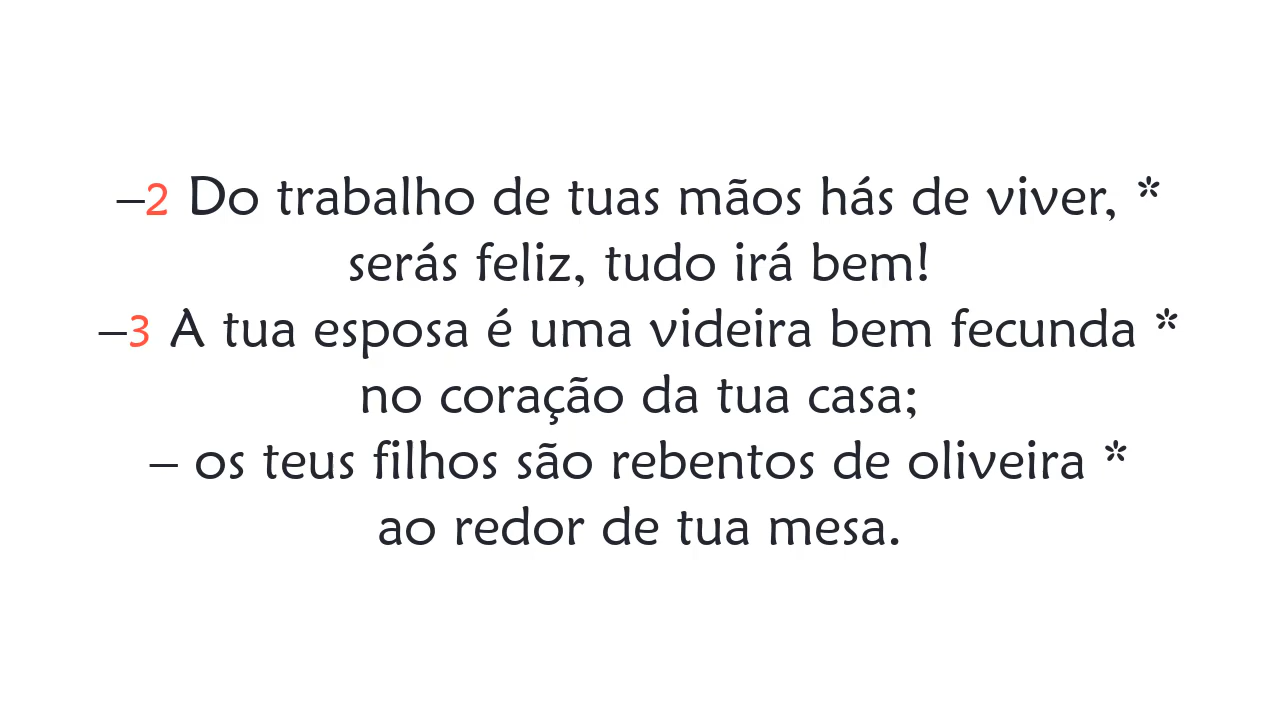 –2 Do trabalho de tuas mãos hás de viver, *
serás feliz, tudo irá bem!
–3 A tua esposa é uma videira bem fecunda *
no coração da tua casa;
– os teus filhos são rebentos de oliveira *
ao redor de tua mesa.